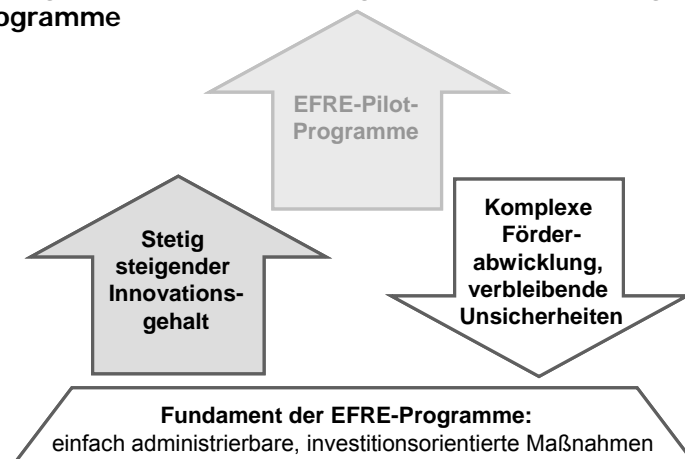 ogramme
EFRE-Pilot-
Programme
Stetig
steigender
Innovations-
gehalt
Komplexe
Förder-
abwicklung,
verbleibende
Unsicherheiten
Fundament der EFRE-Programme:
einfach administrierbare, investitionsorientierte Maßnahmen